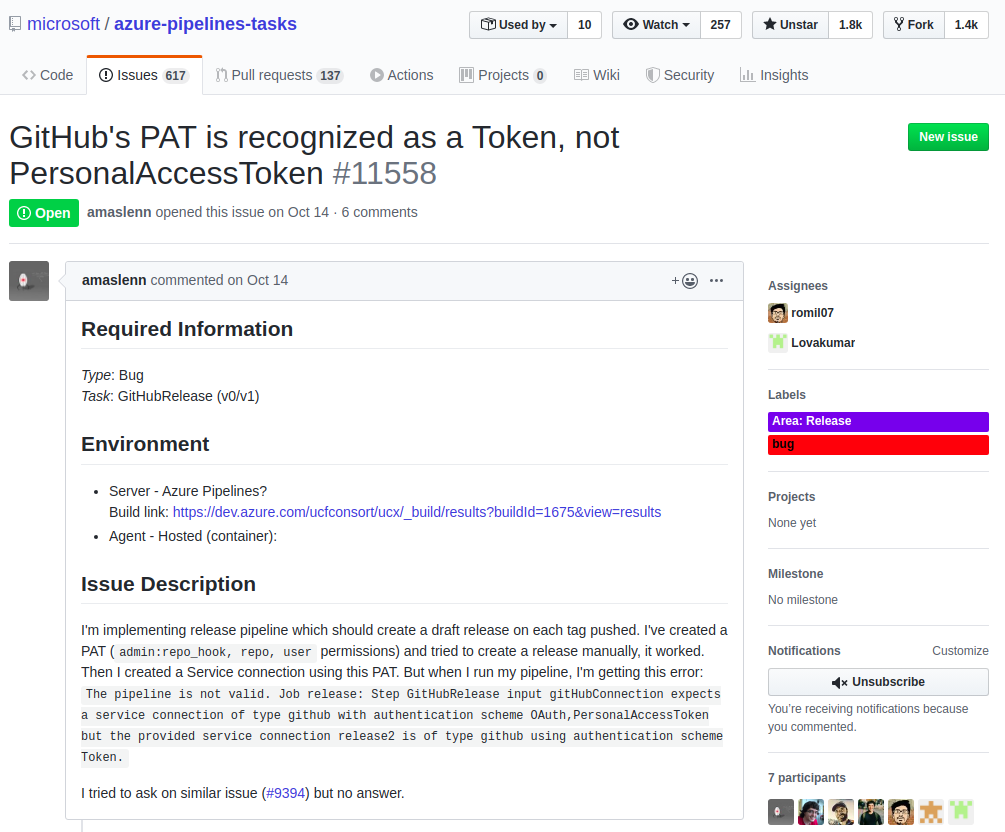 microsoft / azure-pipelines-tasks
Used by 10 Watch 257 Unstar 1.8k Fork 1.4k
Code Issues 617 Pull requests 137 Actions Projects 0 Wiki Security Insights
GitHub's PAT is recognized as a Token, not
PersonalAccessToken #11558
New issue
Open amaslenn opened this issue on Oct 14 · 6 comments
amaslenn commented on Oct 14
Required Information
Type: Bug
Task: GitHubRelease (v0/v1)
Environment
• Server - Azure Pipelines?
Build link: https://dev.azure.com/ucfconsort/ucx/_build/results?buildId=1675&view=results
• Agent - Hosted (container):
Issue Description
I'm implementing release pipeline which should create a draft release on each tag pushed. I've created a
PAT ( admin:repo_hook, repo, user permissions) and tried to create a release manually, it worked.
Then I created a Service connection using this PAT. But when I run my pipeline, I'm getting this error:
The pipeline is not valid. Job release: Step GitHubRelease input gitHubConnection expects
a service connection of type github with authentication scheme OAuth,PersonalAccessToken
but the provided service connection release2 is of type github using authentication scheme
Token.
I tried to ask on similar issue (#9394) but no answer.
Assignees
romil07
Lovakumar
Labels
Area: Release
bug
Projects
None yet
Milestone
No milestone
Notifications Customize
Unsubscribe
You're receiving notifications because
you commented.
7 participants